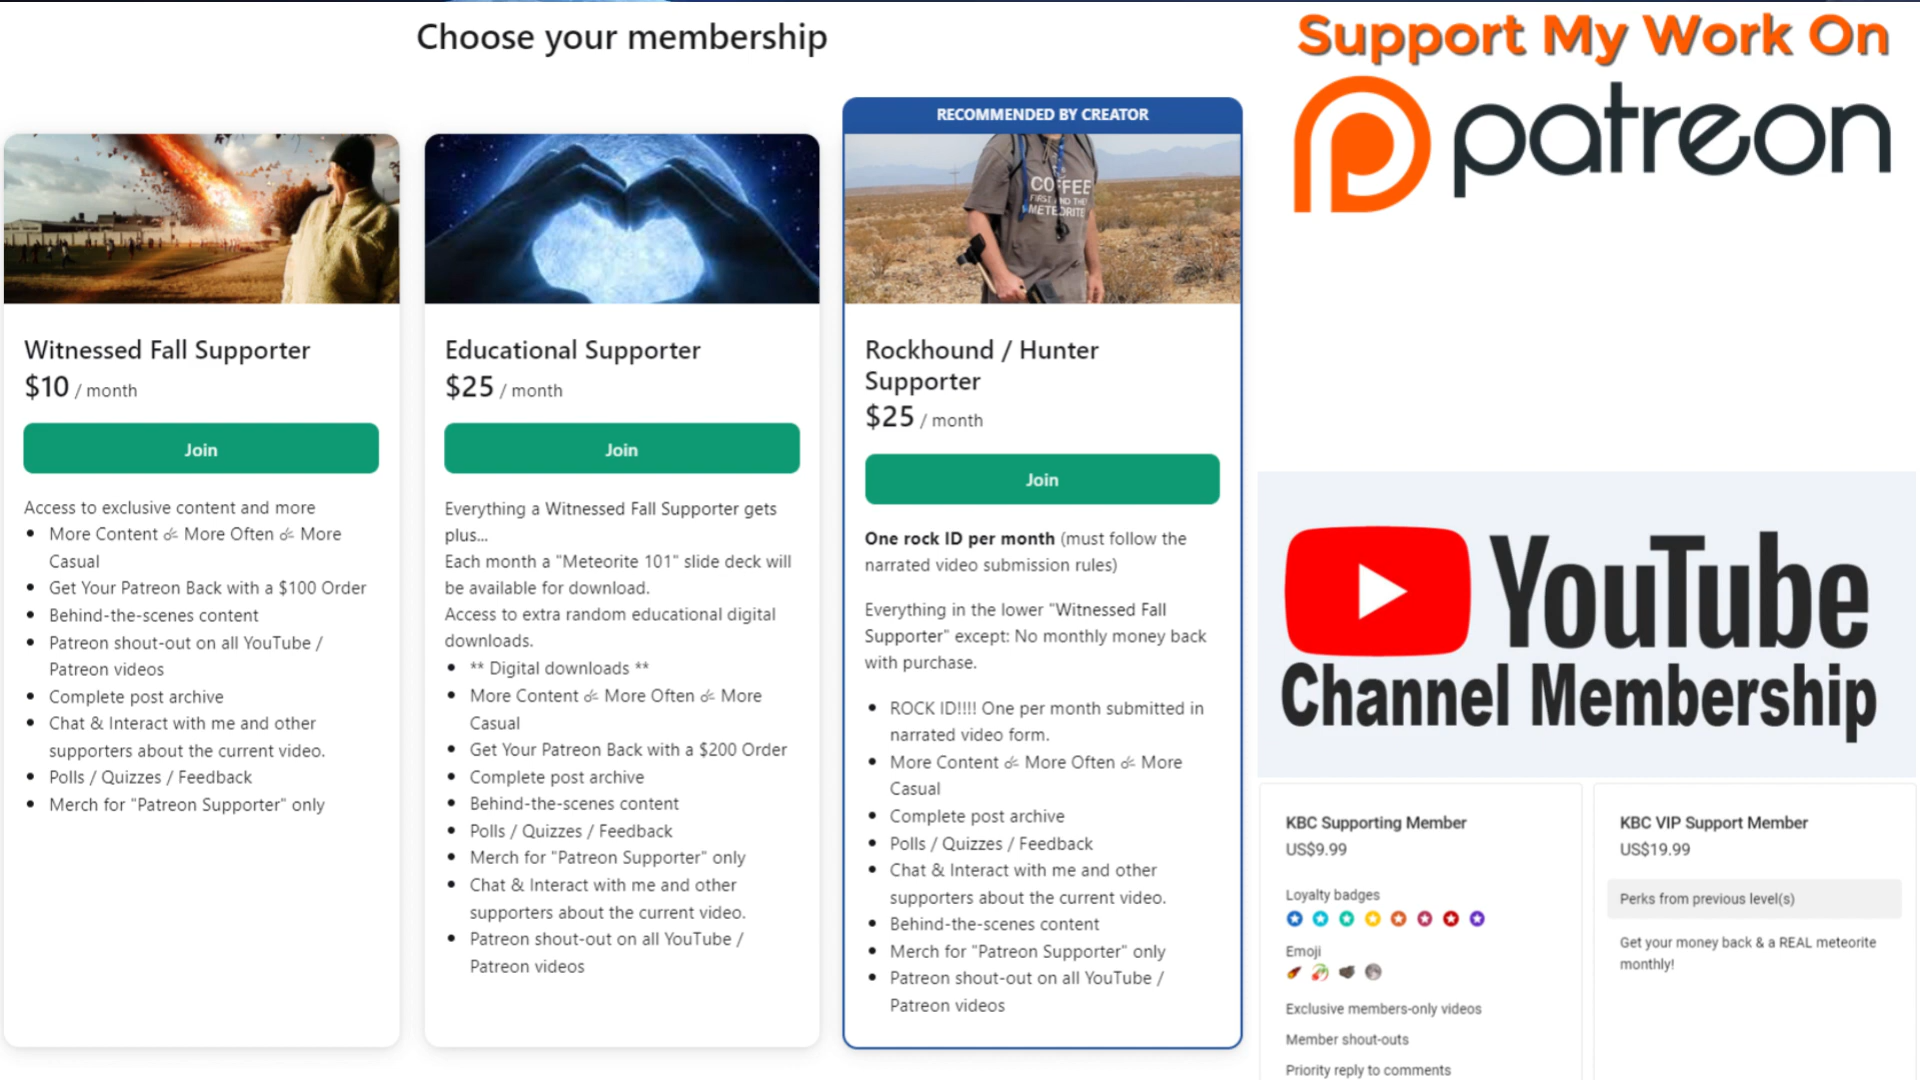 Choose your membership
Support My Work On
patreon
Witnessed Fall Supporter
$10 / month
Join
Access to exclusive content and more
More Content & More Often & More
Casual
Get Your Patreon Back with a $100 Order
Behind-the-scenes content
Patreon shout-out on all YouTube /
Patreon videos
Complete post archive
Chat & Interact with me and other
supporters about the current video.
Polls / Quizzes / Feedback
Merch for "Patreon Supporter" only
Educational Supporter
$25 / month
Join
Everything a Witnessed Fall Supporter gets
plus...
Each month a "Meteorite 101" slide deck will
be available for download.
Access to extra random educational digital
downloads.
** Digital downloads **
More Content & More Often & More
Casual
Get Your Patreon Back with a $200 Order
Complete post archive
Behind-the-scenes content
Polls / Quizzes / Feedback
Merch for "Patreon Supporter" only
Chat & Interact with me and other
supporters about the current video.
Patreon shout-out on all YouTube /
Patreon videos
RECOMMENDED BY CREATOR
COFFEE
FIRST AND THE
METEORITE
Rockhound / Hunter
Supporter
$25 / month
Join
One rock ID per month (must follow the
narrated video submission rules)
Everything in the lower "Witnessed Fall
Supporter" except: No monthly money back
with purchase.
ROCK ID!!!! One per month submitted in
narrated video form.
More Content & More Often & More
Casual
Complete post archive
Polls / Quizzes / Feedback
Chat & Interact with me and other
supporters about the current video.
Behind-the-scenes content
Merch for "Patreon Supporter" only
Patreon shout-out on all YouTube /
Patreon videos
YouTube
Channel Membership
KBC Supporting Member
US$9.99
Loyalty badges
Emoji
Exclusive members-only videos
Member shout-outs
Priority reply to comments
KBC VIP Support Member
US$19.99
Perks from previous level(s)
Get your money back & a REAL meteorite
monthly!